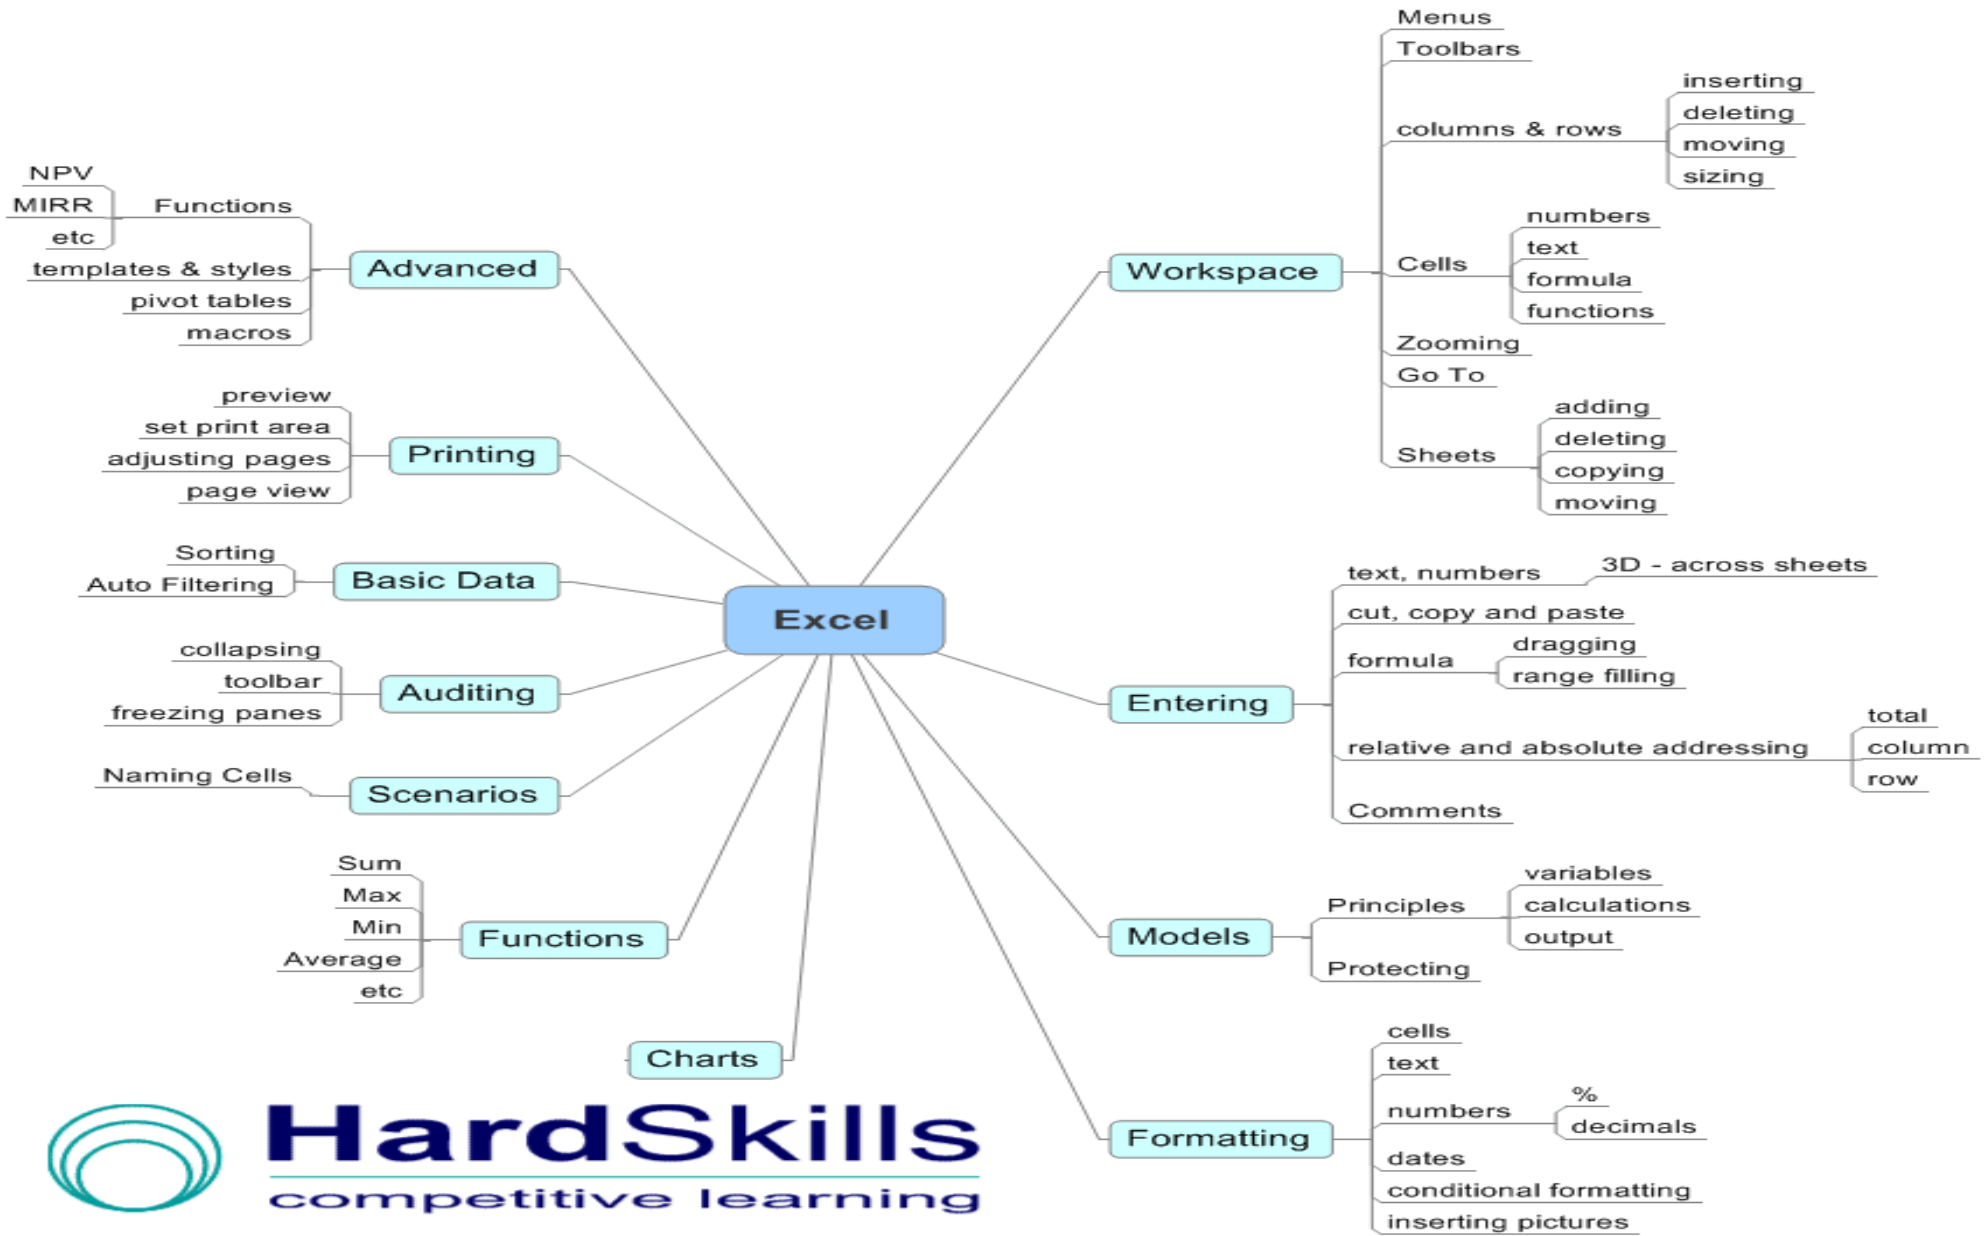 Excel
Workspace
Menus
Toolbars
columns & rows
inserting
deleting
moving
sizing
Cells
numbers
text
formula
functions
Zooming
Go To
Sheets
adding
deleting
copying
moving
Entering
text, numbers
3D - across sheets
cut, copy and paste
formula
dragging
range filling
relative and absolute addressing
total
column
row
Comments
Models
Principles
variables
calculations
output
Protecting
Formatting
cells
text
numbers
%
decimals
dates
conditional formatting
inserting pictures
Advanced
Functions
NPV
MIRR
etc
templates & styles
pivot tables
macros
Printing
preview
set print area
adjusting pages
page view
Basic Data
Sorting
Auto Filtering
Auditing
collapsing
toolbar
freezing panes
Scenarios
Naming Cells
Functions
Sum
Max
Min
Average
etc
Charts
HardSkills
competitive learning